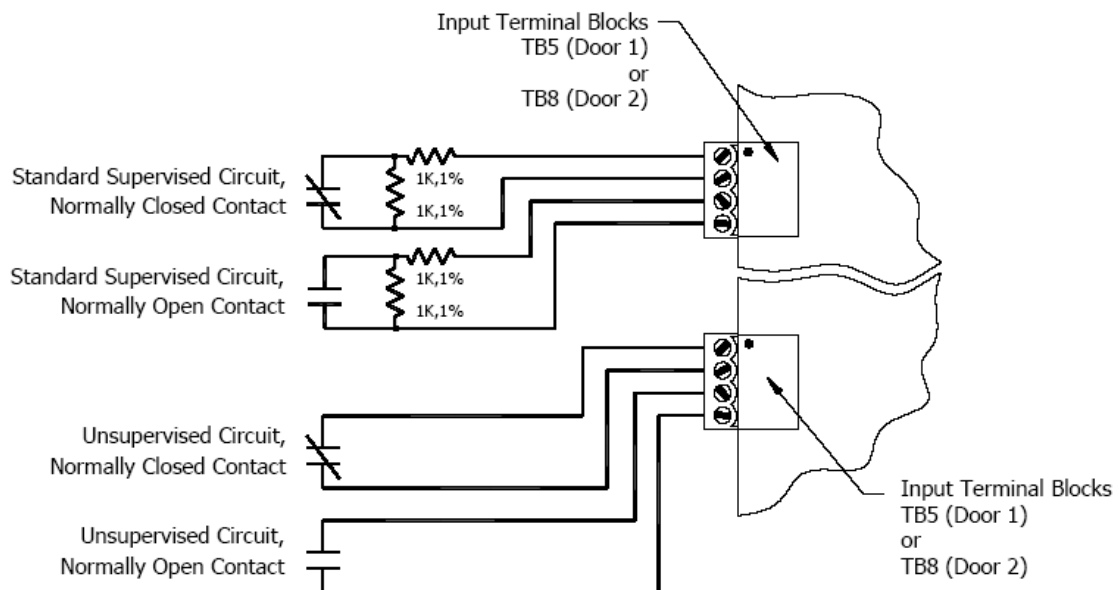 Input Terminal Blocks
TB5 (Door 1)
or
TB8 (Door 2)
Standard Supervised Circuit,
Normally Closed Contact
1K,1%
1K,1%
Standard Supervised Circuit,
Normally Open Contact
1K,1%
1K,1%
Unsupervised Circuit,
Normally Closed Contact
Input Terminal Blocks
TB5 (Door 1)
or
TB8 (Door 2)
Unsupervised Circuit,
Normally Open Contact